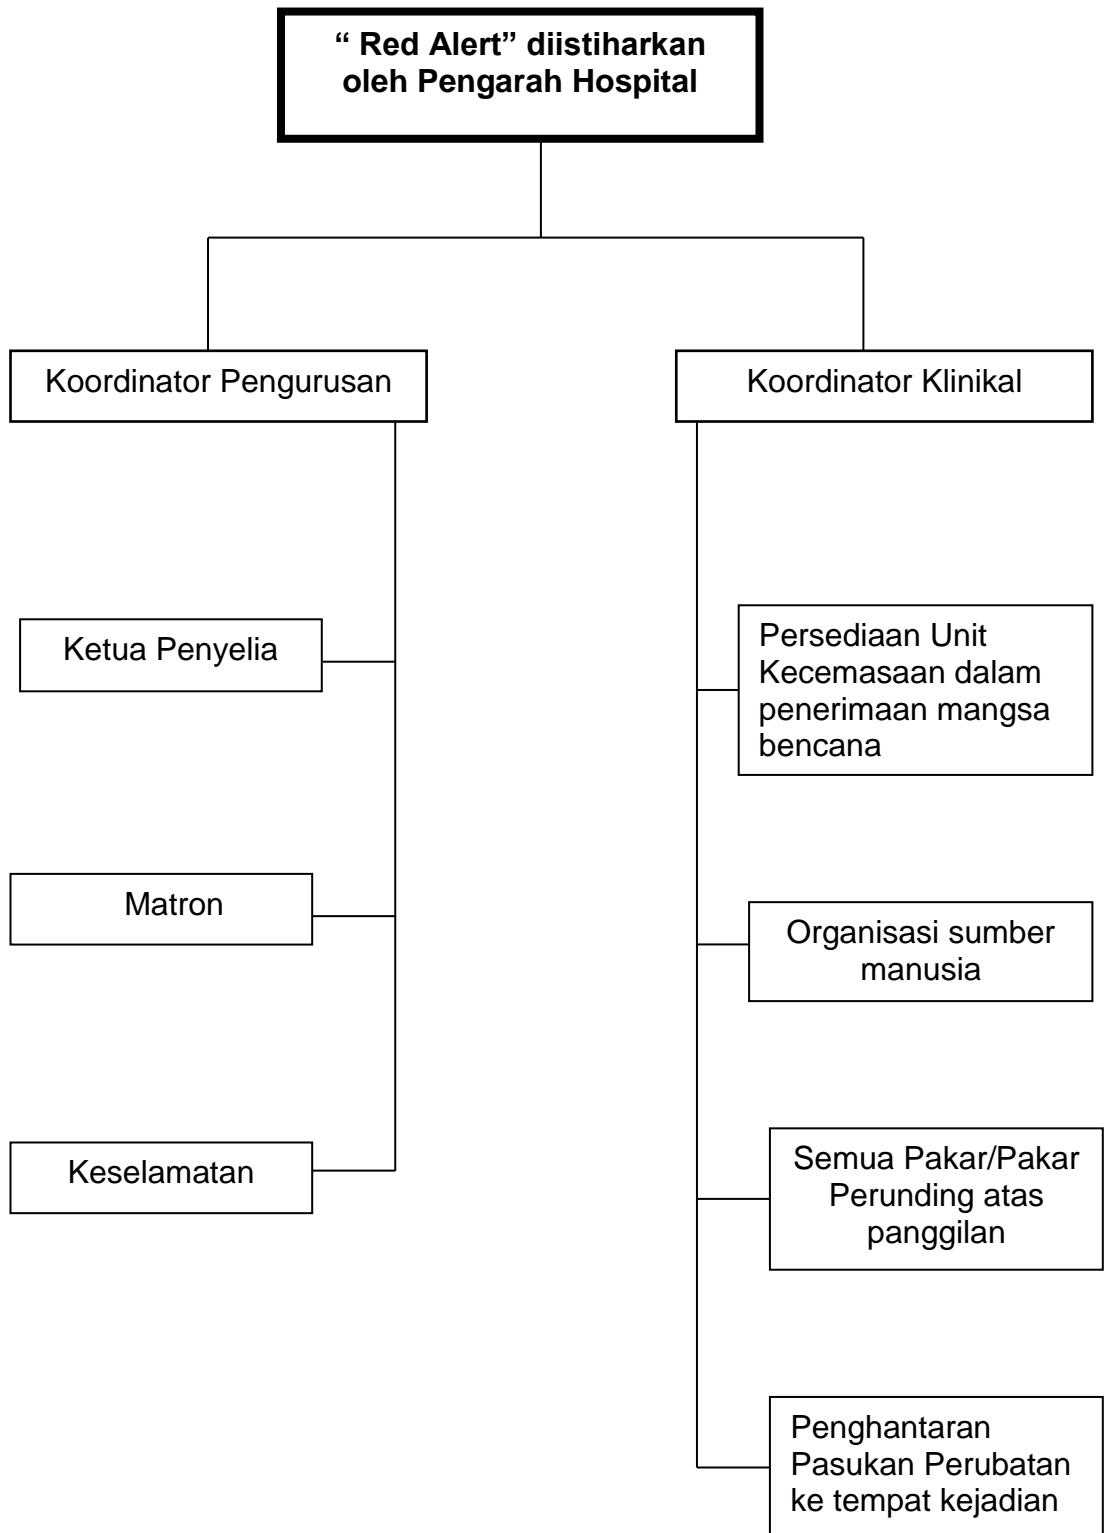 “ Red Alert” diistiharkan
oleh Pengarah Hospital
Koordinator Pengurusan
Koordinator Klinikal
Ketua Penyelia
Matron
Keselamatan
Persediaan Unit
Kecemasaan dalam
penerimaan mangsa
bencana
Organisasi sumber
manusia
Semua Pakar/Pakar
Perunding atas
panggilan
Penghantaran
Pasukan Perubatan
ke tempat kejadian